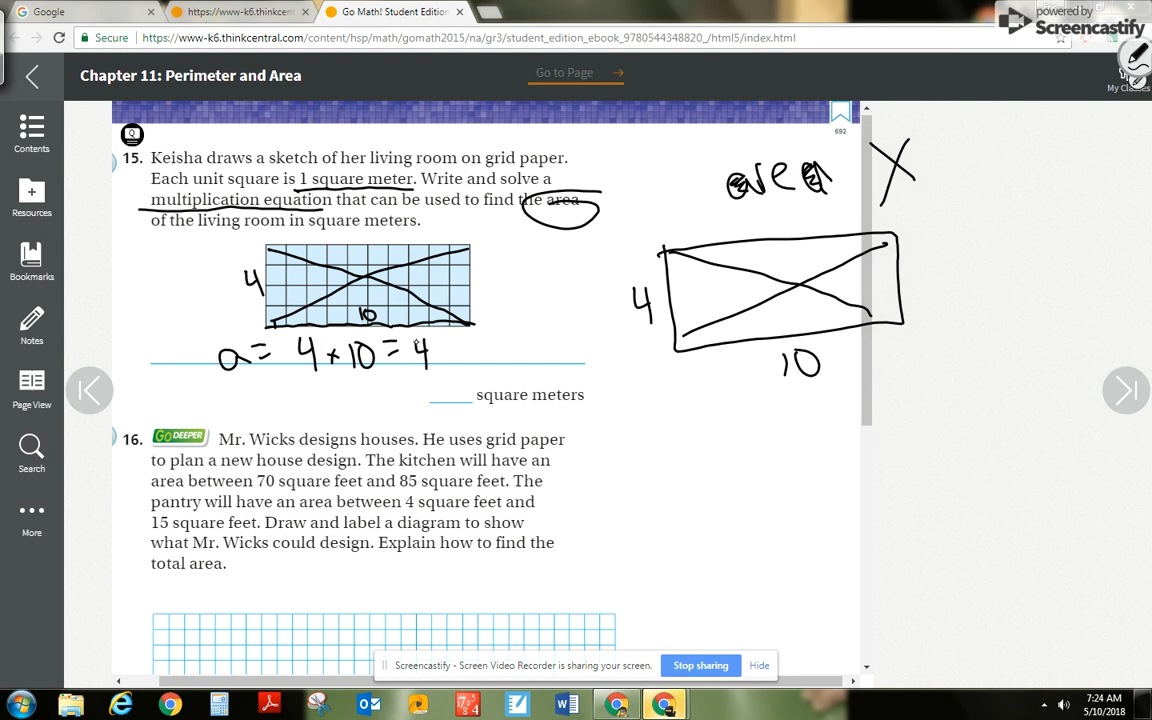 Google
https://www-k6.thinkcent
Go Math! Student Edition
powered by
Screencastify
Secure
https://www-k6.thinkcentral.com/content/hsp/math/gomath2015/na/gr3/student_edition_ebook_9780544348820_/html5/index.html
Chapter 11: Perimeter and Area
Go to Page
My Classes
Contents
Resources
Bookmarks
Notes
Page View
Search
More
692
15. Keisha draws a sketch of her living room on grid paper.
Each unit square is 1 square meter. Write and solve a
multiplication equation that can be used to find the area
of the living room in square meters.
area X
4
10
a = 4 × 10 = 4
4
10
square meters
16. GO DEEPER Mr. Wicks designs houses. He uses grid paper
to plan a new house design. The kitchen will have an
area between 70 square feet and 85 square feet. The
pantry will have an area between 4 square feet and
15 square feet. Draw and label a diagram to show
what Mr. Wicks could design. Explain how to find the
total area.
Screencastify - Screen Video Recorder is sharing your screen.
Stop sharing
Hide
7:24 AM
5/10/2018